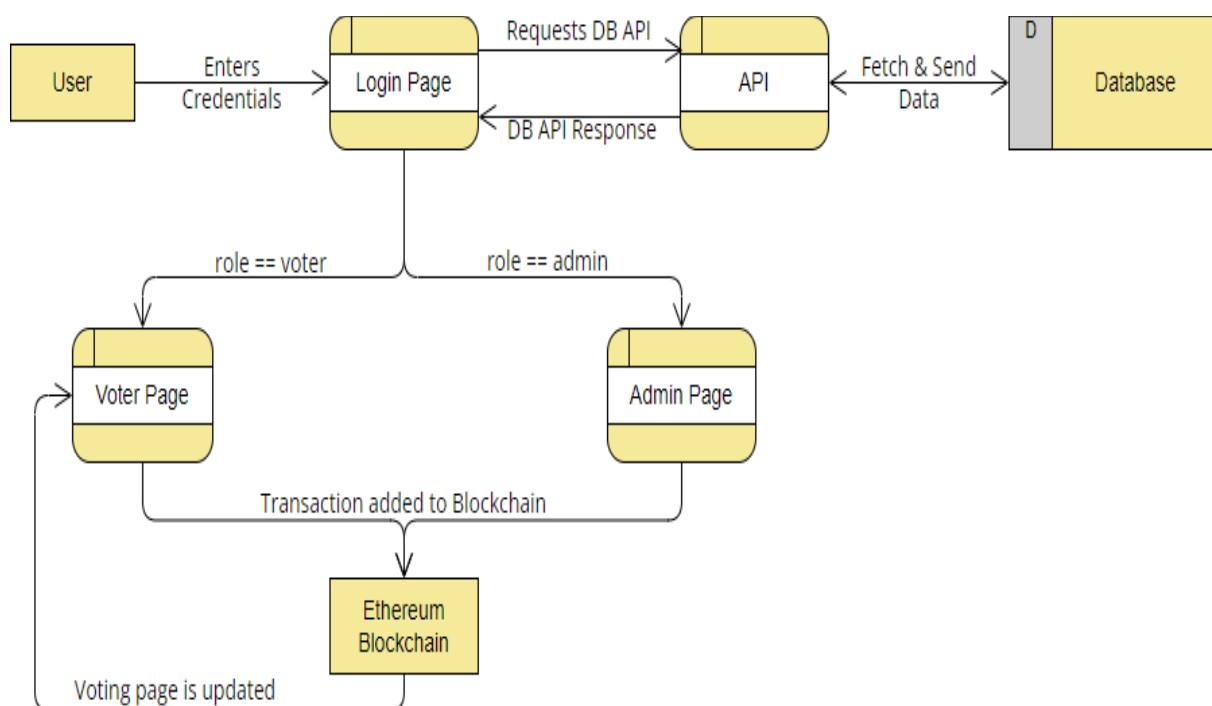 User
Enters
Credentials
Login Page
Requests DB API
DB API Response
API
Fetch & Send
Data
D
Database
role == voter
role == admin
Voter Page
Admin Page
Transaction added to Blockchain
Ethereum
Blockchain
Voting page is updated